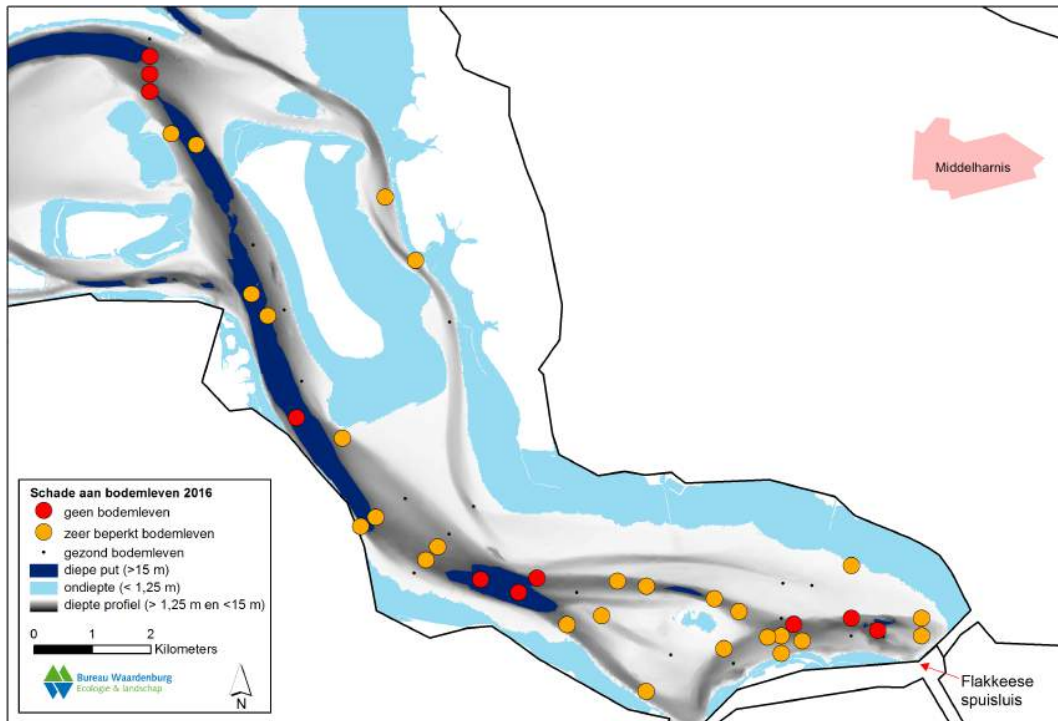 Middelharnis
Schade aan bodemleven 2016
geen bodemleven
zeer beperkt bodemleven
gezond bodemleven
diepe put (>15 m)
ondiepte (< 1,25 m)
diepte profiel (> 1,25 m en <15 m)
0 1 2
Kilometers
Bureau Waardenburg
Ecologie & landschap
N
Flakkeese
spuisluis